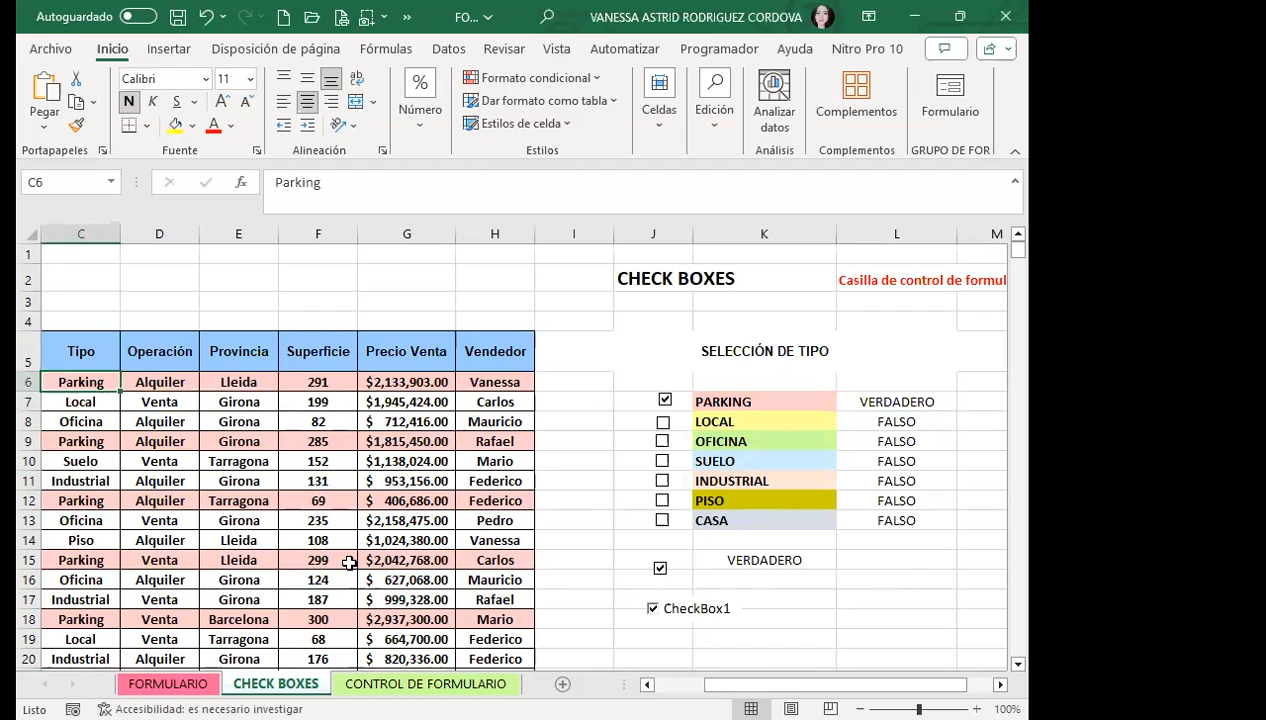 Autoguardado
FO...
VANESSA ASTRID RODRIGUEZ CORDOVA
Archivo Inicio Insertar Disposición de página Fórmulas Datos Revisar Vista Automatizar Programador Ayuda Nitro Pro 10
Pegar
Calibri 11
N K S
A A
A
Número
Formato condicional
Dar formato como tabla
Estilos de celda
Celdas
Edición
Analizar datos
Complementos
Formulario
Portapapeles Fuente Alineación Estilos Análisis Complementos GRUPO DE FOR
C6 fx Parking
C D E F G H I J K L M
1
2 CHECK BOXES Casilla de control de formul
3
4
5 Tipo Operación Provincia Superficie Precio Venta Vendedor SELECCIÓN DE TIPO
6 Parking Alquiler Lleida 291 $2,133,903.00 Vanessa
7 Local Venta Girona 199 $1,945,424.00 Carlos PARKING VERDADERO
8 Oficina Alquiler Girona 82 $ 712,416.00 Mauricio LOCAL FALSO
9 Parking Alquiler Girona 285 $1,815,450.00 Rafael OFICINA FALSO
10 Suelo Venta Tarragona 152 $1,138,024.00 Mario SUELO FALSO
11 Industrial Alquiler Girona 131 $ 953,156.00 Federico INDUSTRIAL FALSO
12 Parking Alquiler Tarragona 69 $ 406,686.00 Federico PISO FALSO
13 Oficina Venta Girona 235 $2,158,475.00 Pedro CASA FALSO
14 Piso Alquiler Lleida 108 $1,024,380.00 Vanessa
15 Parking Venta Lleida 299 $2,042,768.00 Carlos VERDADERO
16 Oficina Alquiler Girona 124 $ 627,068.00 Mauricio
17 Industrial Venta Girona 187 $ 999,328.00 Rafael CheckBox1
18 Parking Venta Barcelona 300 $2,937,300.00 Mario
19 Local Venta Tarragona 68 $ 664,700.00 Federico
20 Industrial Alquiler Girona 176 $ 820,336.00 Federico
FORMULARIO CHECK BOXES CONTROL DE FORMULARIO
Listo Accesibilidad: es necesario investigar 100%